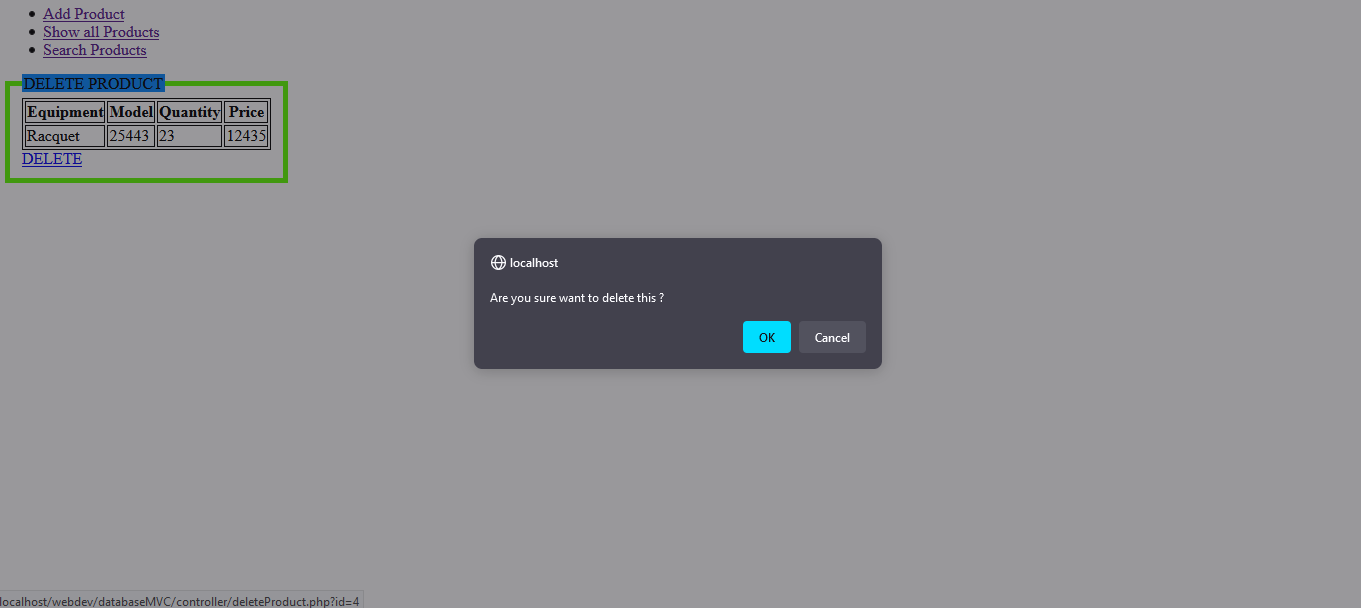 Add Product
Show all Products
Search Products
DELETE PRODUCT
Equipment Model Quantity Price
Racquet 25443 23 12435
DELETE
localhost
Are you sure want to delete this ?
OK Cancel
localhost/webdev/databaseMVC/controller/deleteProduct.php?id=4